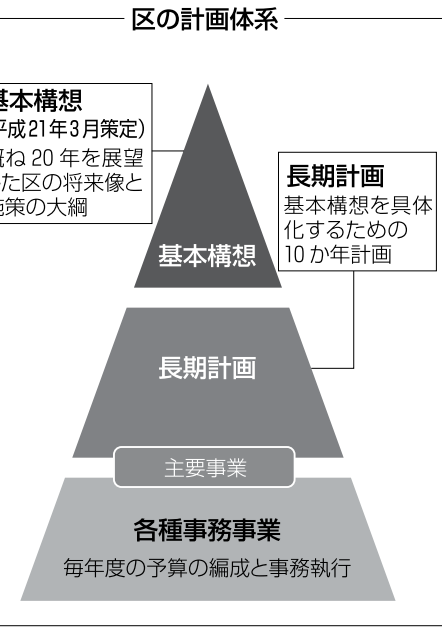 区の計画体系
基本構想
平成21年3月策定)
概ね 20 年を展望
た区の将来像と
施策の大綱
長期計画
基本構想を具体
化するための
10 か年計画
基本構想
長期計画
主要事業
各種事務事業
毎年度の予算の編成と事務執行